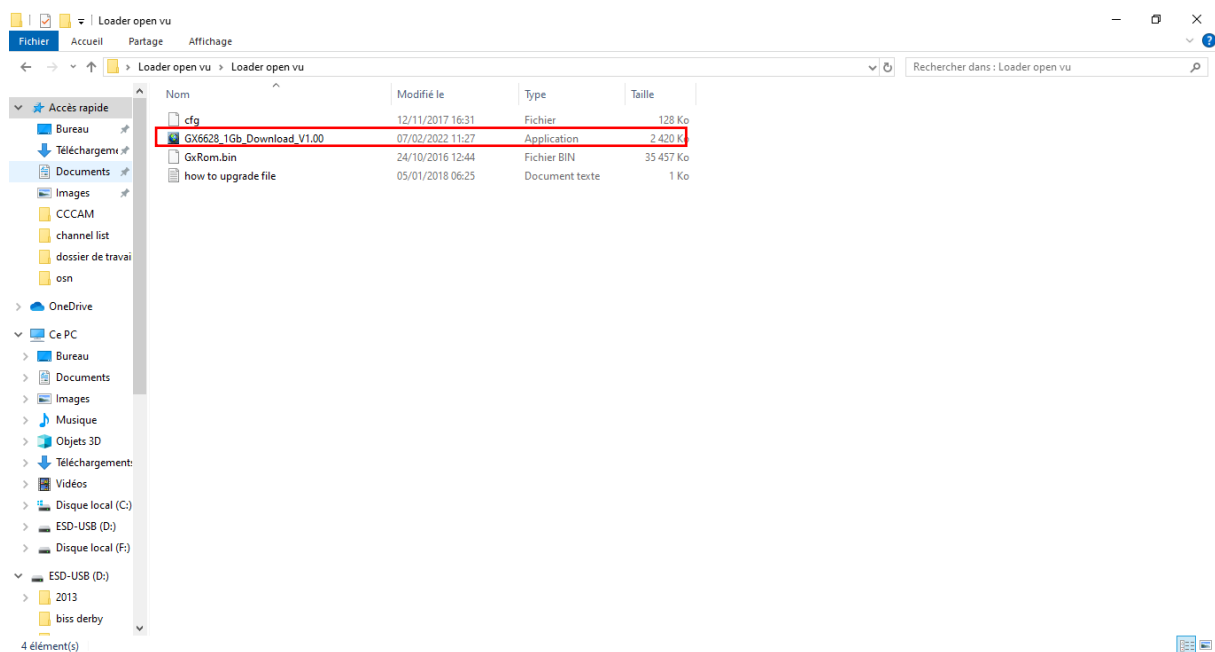 Loader open vu
Fichier Accueil Partage Affichage
Loader open vu Loader open vu
Rechercher dans : Loader open vu
Nom Modifié le Type Taille
cfg 12/11/2017 16:31 Fichier 128 Ko
GX6628_1Gb_Download_V1.00 07/02/2022 11:27 Application 2 420 Ko
GxRom.bin 24/10/2016 12:44 Fichier BIN 35 457 Ko
how to upgrade file 05/01/2018 06:25 Document texte 1 Ko
Accès rapide
Bureau
Téléchargeme
Documents
Images
CCCAM
channel list
dossier de travai
osn
OneDrive
Ce PC
Bureau
Documents
Images
Musique
Objets 3D
Téléchargements
Vidéos
Disque local (C:)
ESD-USB (D:)
Disque local (F:)
ESD-USB (D:)
2013
biss derby
4 élément(s)